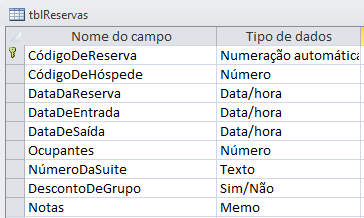 tblReservas
Nome do campo Tipo de dados
CódigoDeReserva Numeração automática
CódigoDeHóspede Número
DataDaReserva Data/hora
DataDeEntrada Data/hora
DataDeSaída Data/hora
Ocupantes Número
NúmeroDaSuite Texto
DescontoDeGrupo Sim/Não
Notas Memo